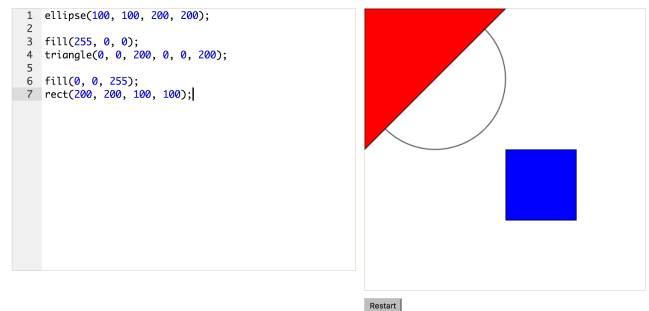 1 ellipse(100, 100, 200, 200);
2
3 fill(255, 0, 0);
4 triangle(0, 0, 200, 0, 0, 200);
5
6 fill(0, 0, 255);
7 rect(200, 200, 100, 100);
Restart